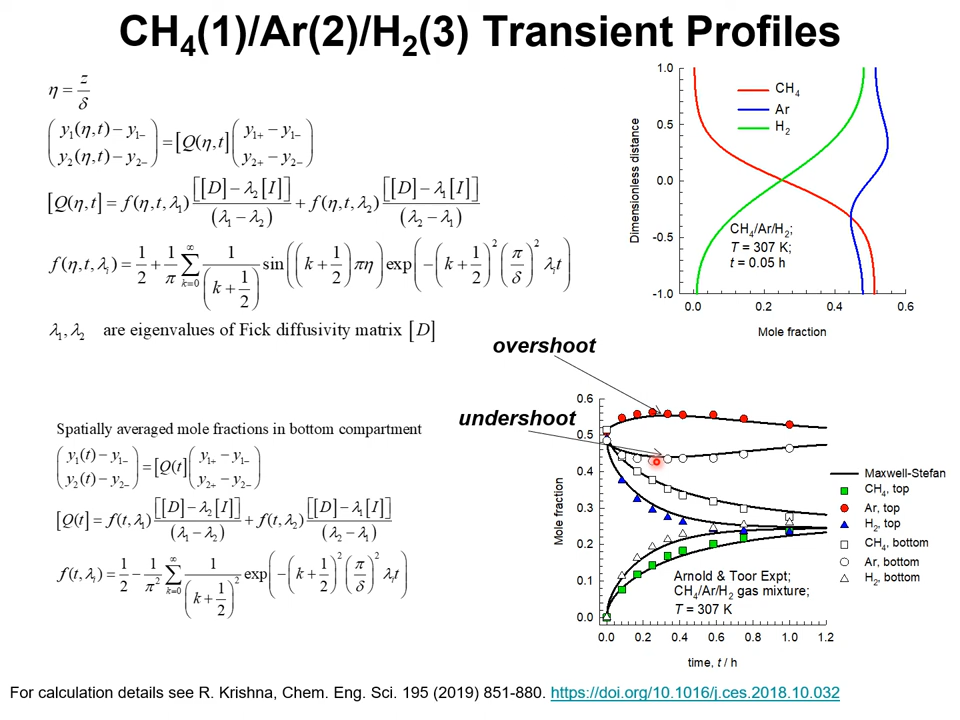 CH₄(1)/Ar(2)/H₂(3) Transient Profiles
η = z/δ
(y₁(η,t) − y₁₋ ; y₂(η,t) − y₂₋) = [Q(η,t](y₁₊ − y₁₋ ; y₂₊ − y₂₋)
[Q(η,t] = f(η,t,λ₁) [[D] − λ₂[I]]/(λ₁ − λ₂) + f(η,t,λ₂) [[D] − λ₁[I]]/(λ₂ − λ₁)
f(η,t,λᵢ) = 1/2 + 1/π ∑_{k=0}^{∞} 1/(k + 1/2) sin((k + 1/2)πη) exp(−(k + 1/2)²(π/δ)² λᵢt)
λ₁, λ₂ are eigenvalues of Fick diffusivity matrix [D]
Dimensionless distance
1.0
0.5
0.0
-0.5
-1.0
CH₄
Ar
H₂
CH₄/Ar/H₂;
T = 307 K;
t = 0.05 h
0.0 0.2 0.4 0.6
Mole fraction
overshoot
undershoot
Spatially averaged mole fractions in bottom compartment
(y₁(t) − y₁₋ ; y₂(t) − y₂₋) = [Q(t](y₁₊ − y₁₋ ; y₂₊ − y₂₋)
[Q(t] = f(t,λ₁) [[D] − λ₂[I]]/(λ₁ − λ₂) + f(t,λ₂) [[D] − λ₁[I]]/(λ₂ − λ₁)
f(t,λᵢ) = 1/2 − 1/π² ∑_{k=0}^{∞} 1/(k + 1/2)² exp(−(k + 1/2)²(π/δ)² λᵢt)
Mole fraction
0.6
0.5
0.4
0.3
0.2
0.1
0.0
Arnold & Toor Expt;
CH₄/Ar/H₂ gas mixture;
T = 307 K
0.0 0.2 0.4 0.6 0.8 1.0 1.2
time, t / h
Maxwell-Stefan
CH₄, top
Ar, top
H₂, top
CH₄, bottom
Ar, bottom
H₂, bottom
For calculation details see R. Krishna, Chem. Eng. Sci. 195 (2019) 851-880. https://doi.org/10.1016/j.ces.2018.10.032